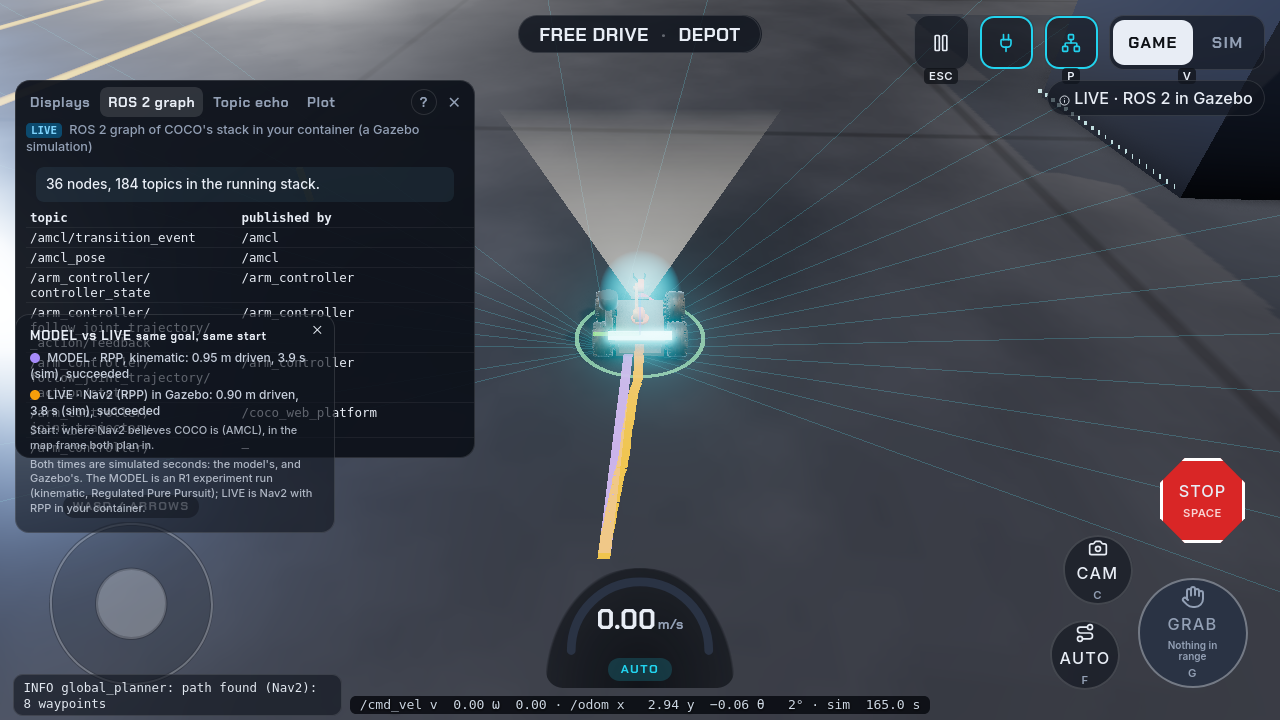 FREE DRIVE · DEPOT
ESC
P
GAME
SIM
V
LIVE · ROS 2 in Gazebo
Displays
ROS 2 graph
Topic echo
Plot
?
LIVE ROS 2 graph of COCO's stack in your container (a Gazebo
simulation)
36 nodes, 184 topics in the running stack.
topic published by
/amcl/transition_event /amcl
/amcl_pose /amcl
/arm_controller/ /arm_controller
controller_state
/arm_controller/ /arm_controller
follow_joint_trajectory/
_action/feedback
/arm_controller/ /arm_controller
follow_joint_trajectory/
/coco_web_platform
/arm_controller/ —
MODEL vs LIVE same goal, same start
MODEL · RPP, kinematic: 0.95 m driven, 3.9 s
(sim), succeeded
LIVE · Nav2 (RPP) in Gazebo: 0.90 m driven,
3.8 s (sim), succeeded
Start: where Nav2 believes COCO is (AMCL), in the
map frame both plan in.
Both times are simulated seconds: the model's, and
Gazebo's. The MODEL is an R1 experiment run
(kinematic, Regulated Pure Pursuit); LIVE is Nav2 with
RPP in your container.
ARROWS
STOP
SPACE
CAM
C
GRAB
Nothing in
range
G
AUTO
F
0.00 m/s
AUTO
INFO global_planner: path found (Nav2):
8 waypoints
/cmd_vel v 0.00 ω 0.00 · /odom x 2.94 y −0.06 θ 2° · sim 165.0 s